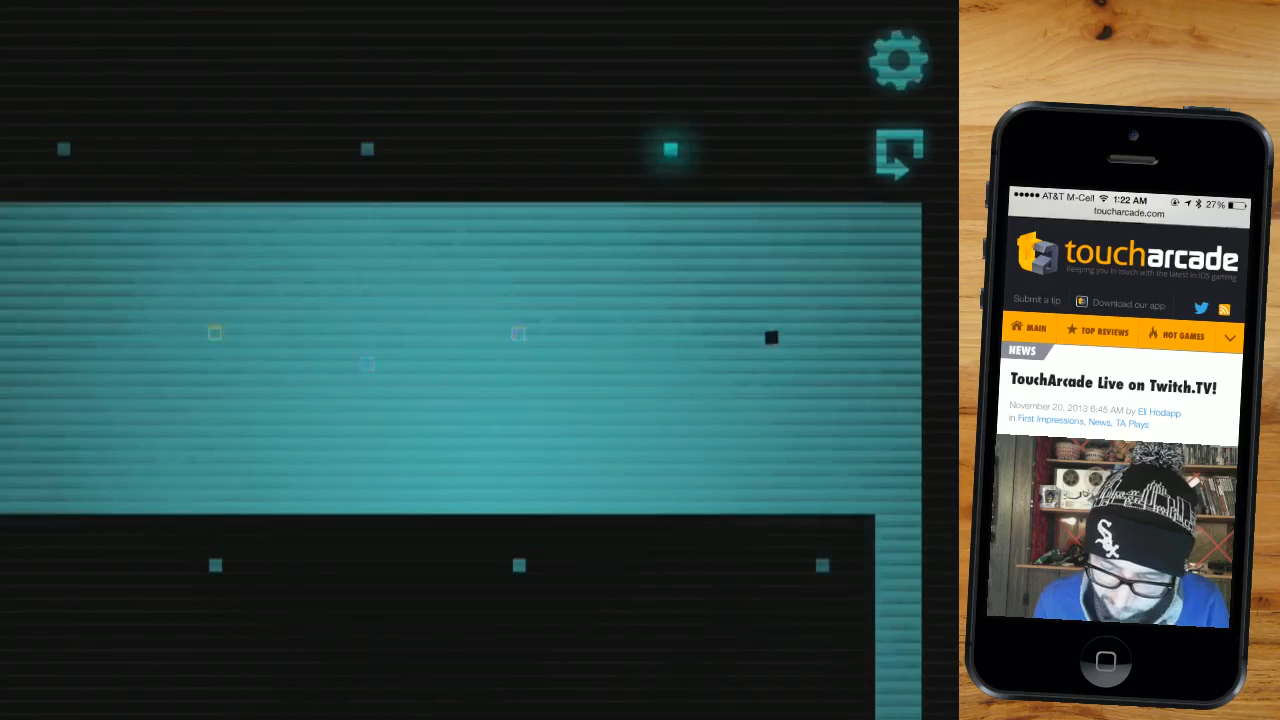 AT&T M-Cell 1:22 AM 27%
toucharcade.com
toucharcade
Keeping you in touch with the latest in iOS gaming
Submit a tip Download our app
MAIN TOP REVIEWS HOT GAMES
NEWS
TouchArcade Live on Twitch.TV!
November 20, 2013 6:45 AM by Eli Hodapp
in First Impressions, News, TA Plays
Sox